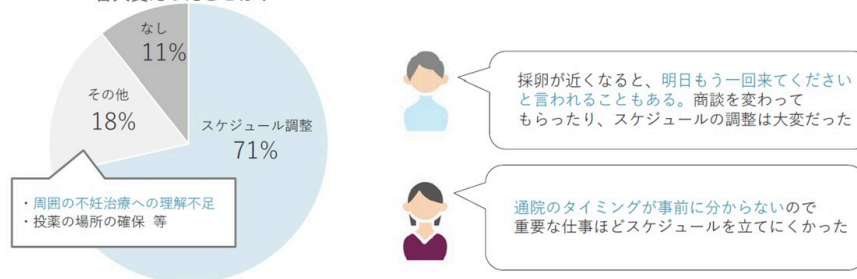 なし
11%
その他
18%
スケジュール調整
71%
・周囲の不妊治療への理解不足
・投薬の場所の確保 等
採卵が近くなると、明日もう一回来てください
と言われることもある。商談を変わって
もらったり、スケジュールの調整は大変だった
通院のタイミングが事前に分からないので
重要な仕事ほどスケジュールを立てにくかった